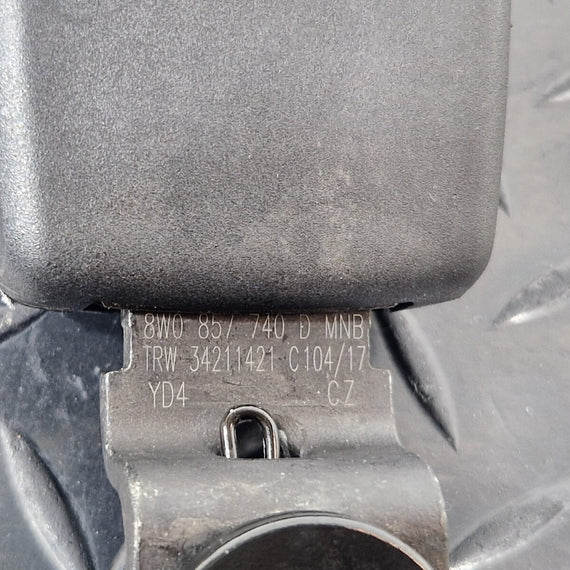 8W0 857 740 D MNB
TRW 34211421 C104/17
YD4 CZ